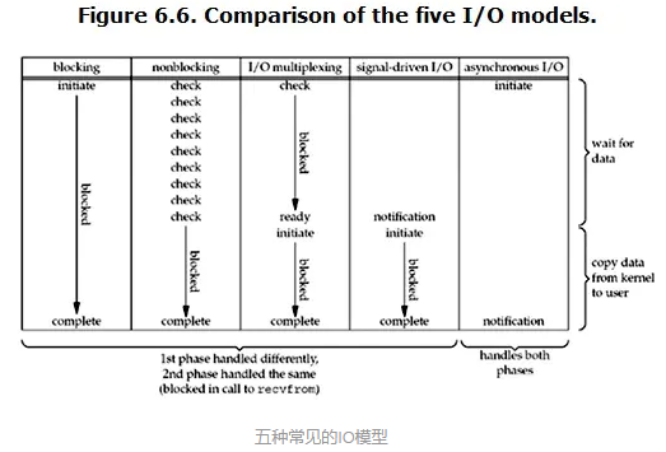 Figure 6.6. Comparison of the five I/O models.
blocking nonblocking I/O multiplexing signal-driven I/O asynchronous I/O
initiate check check initiate
check
check
check
check
check
check
check
blocked
blocked
wait for
data
check ready notification
initiate initiate
blocked
blocked
blocked
copy data
from kernel
to user
complete complete complete complete notification
1st phase handled differently,
2nd phase handled the same
(blocked in call to recvfrom)
handles both
phases
五种常见的IO模型